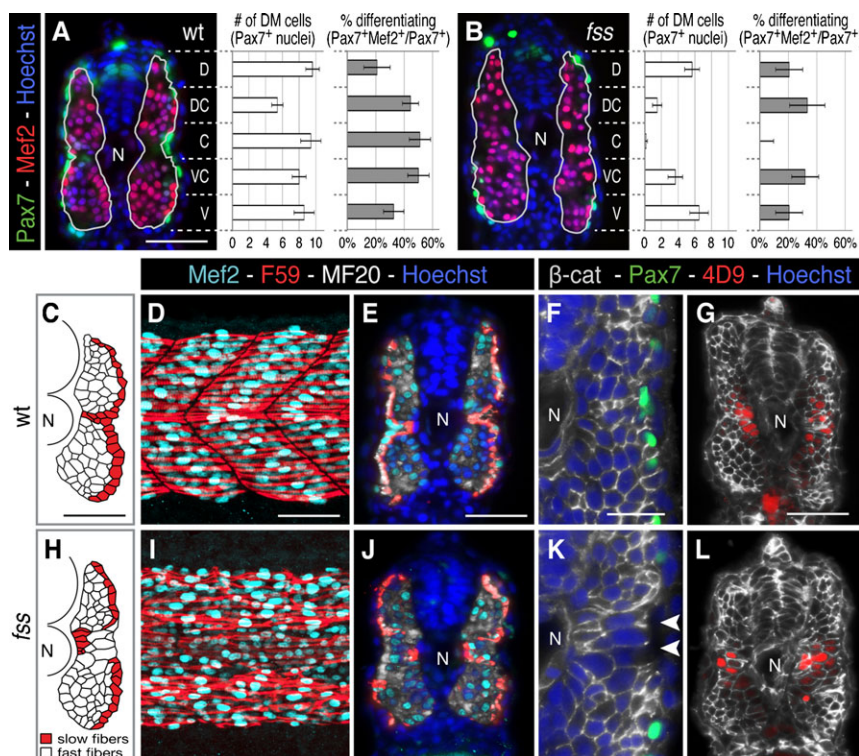 Pax7 - Mef2 - Hoechst
A
wt
N
# of DM cells
(Pax7⁺ nuclei)
% differentiating
(Pax7⁺Mef2⁺/Pax7⁺)
D
DC
C
VC
V
0 2 4 6 8 10
0% 20% 40% 60%
B
fss
N
# of DM cells
(Pax7⁺ nuclei)
% differentiating
(Pax7⁺Mef2⁺/Pax7⁺)
D
DC
C
VC
V
0 2 4 6 8 10
0% 20% 40% 60%
Mef2 - F59 - MF20 - Hoechst
β-cat - Pax7 - 4D9 - Hoechst
wt
C
N
D
E
N
F
N
G
N
fss
H
N
slow fibers
fast fibers
I
J
N
K
N
L
N